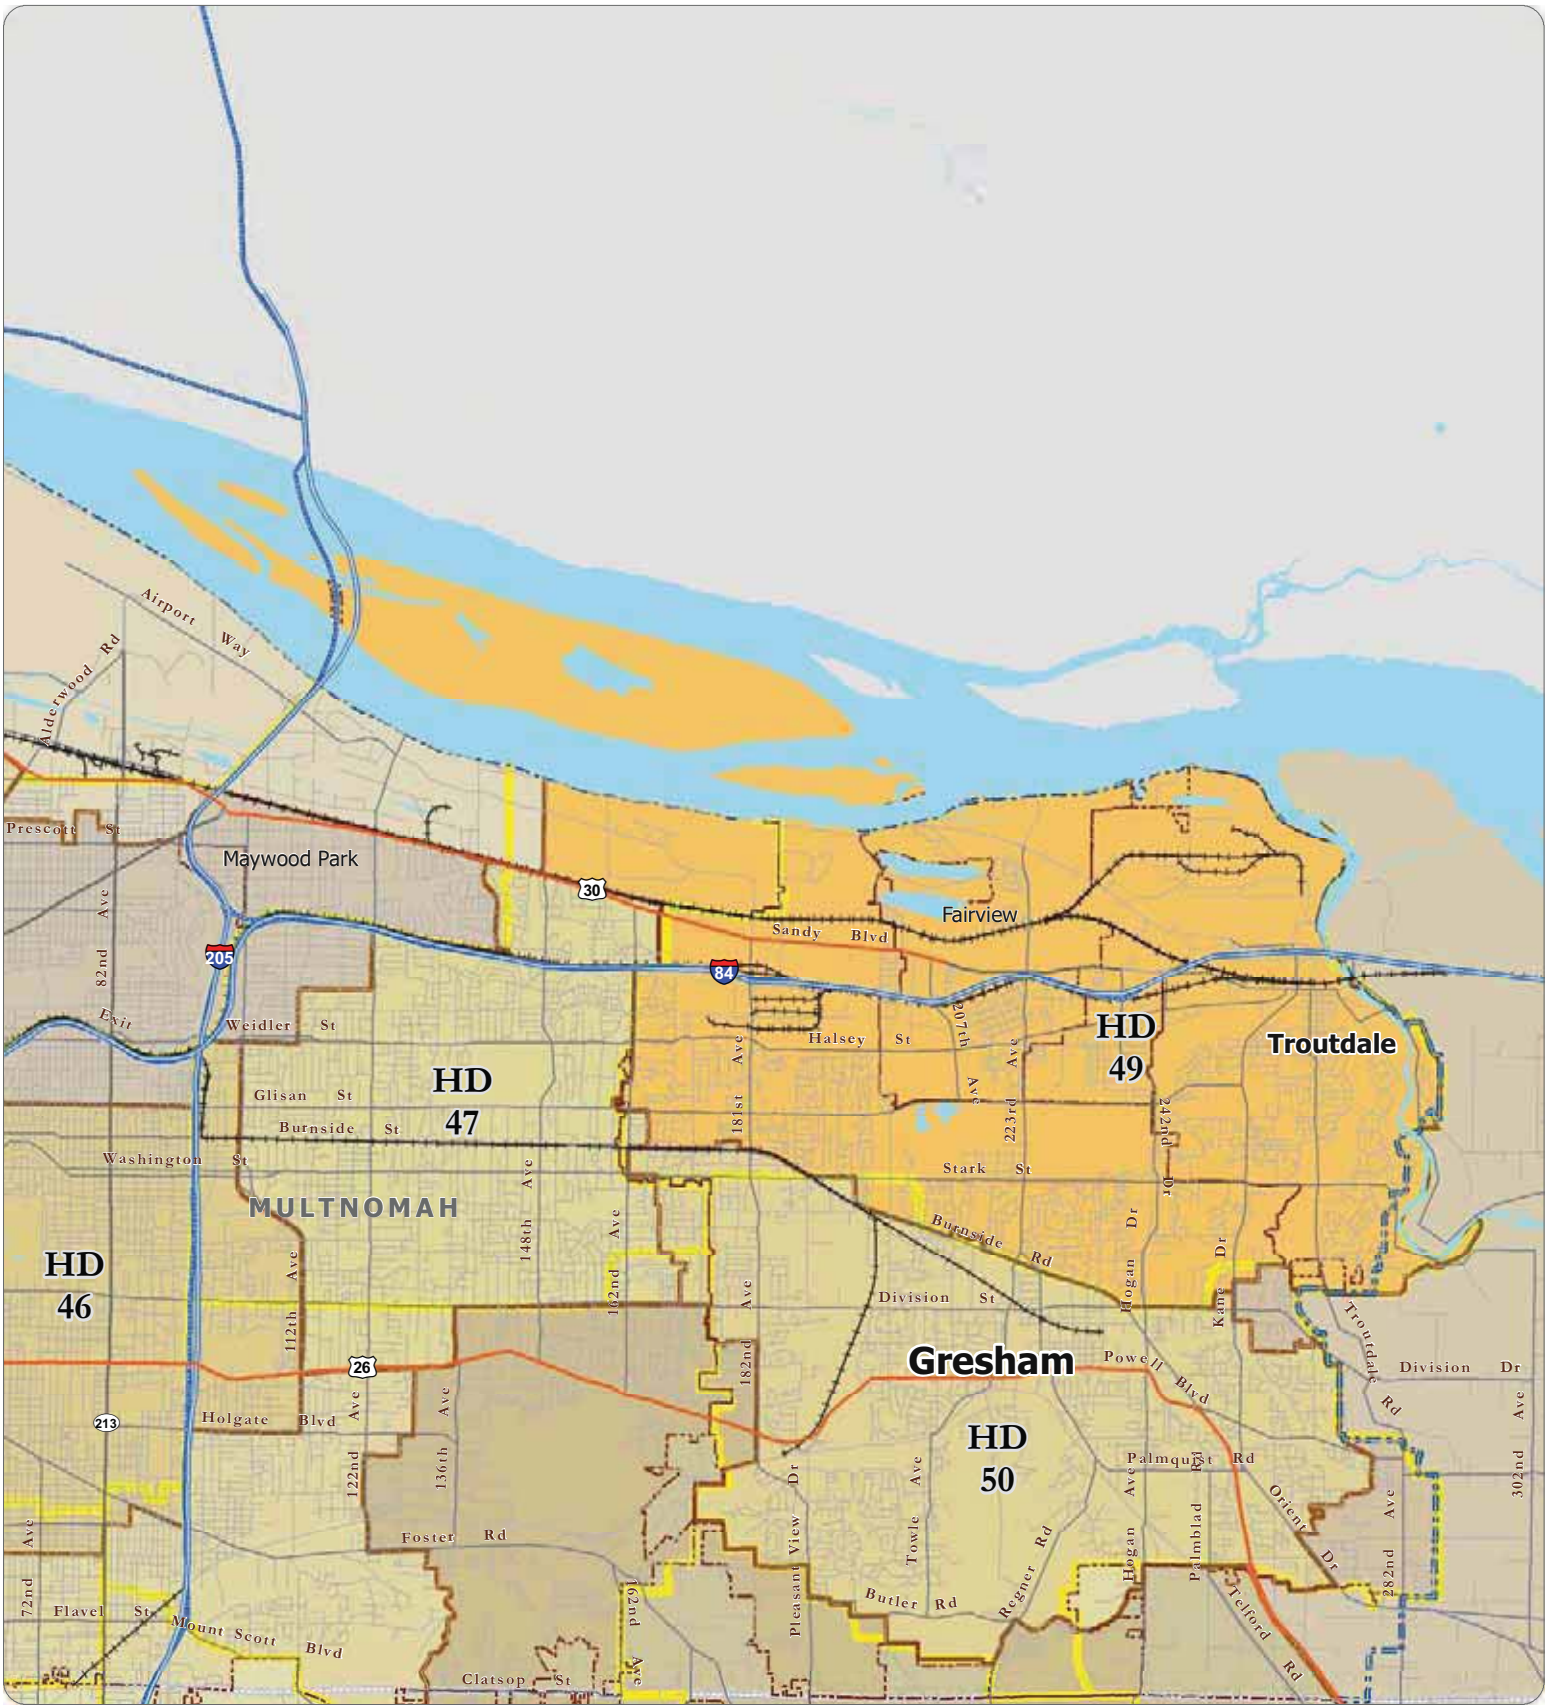 Airport Way
Alderwood Rd
Prescott St
Maywood Park
30
Fairview
Sandy Blvd
82nd Ave
205
84
Exit
Weidler St
207th Ave
HD
49
Halsey St
Troutdale
181st Ave
223rd Ave
HD
47
Glisan St
Burnside St
242nd Dr
Washington St
Stark St
148th Ave
MULTNOMAH
162nd Ave
Burnside Rd
Hogan Dr
Kane Dr
HD
46
112th Ave
182nd Ave
Division St
Troutdale Rd
Gresham
Powell Blvd
Division Dr
26
213
Holgate Blvd
122nd Ave
136th Ave
HD
50
Palmquist Rd
302nd Ave
Pleasant View Dr
Towle Ave
Hogan Ave
Palmblad Rd
Orient Dr
282nd Ave
Foster Rd
72nd Ave
Regner Rd
Butler Rd
Telford Rd
Flavel St
Mount Scott Blvd
162nd Ave
Clatsop St